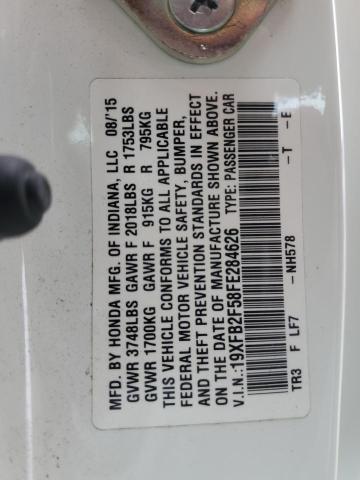 MFD. BY HONDA MFG. OF INDIANA, LLC 08/'15
GVWR 3748LBS GAWR F 2018LBS R 1753LBS
GVWR 1700KG GAWR F 915KG R 795KG
THIS VEHICLE CONFORMS TO ALL APPLICABLE
FEDERAL MOTOR VEHICLE SAFETY, BUMPER,
AND THEFT PREVENTION STANDARDS IN EFFECT
ON THE DATE OF MANUFACTURE SHOWN ABOVE.
V.I.N.:19XFB2F58FE284626 TYPE: PASSENGER CAR
TR3 F LF7 -NH578 -T -E